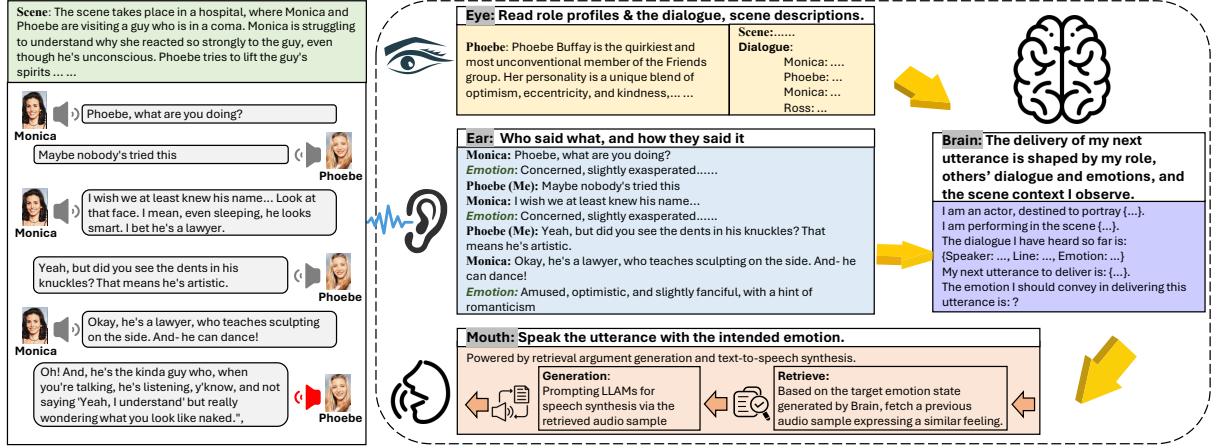 Scene: The scene takes place in a hospital, where Monica and
Phoebe are visiting a guy who is in a coma. Monica is struggling
to understand why she reacted so strongly to the guy, even
though he's unconscious. Phoebe tries to lift the guy's
spirits ... ...
Phoebe, what are you doing?
Monica
Maybe nobody's tried this
Phoebe
I wish we at least knew his name... Look at
that face. I mean, even sleeping, he looks
smart. I bet he's a lawyer.
Monica
Yeah, but did you see the dents in his
knuckles? That means he's artistic.
Phoebe
Okay, he's a lawyer, who teaches sculpting
on the side. And- he can dance!
Monica
Oh! And, he's the kinda guy who, when
you're talking, he's listening, y'know, and not
saying 'Yeah, I understand' but really
wondering what you look like naked.",
Phoebe
Eye: Read role profiles & the dialogue, scene descriptions.
Phoebe: Phoebe Buffay is the quirkiest and
most unconventional member of the Friends
group. Her personality is a unique blend of
optimism, eccentricity, and kindness,... ...
Scene:......
Dialogue:
Monica: ....
Phoebe: ...
Monica: ...
Ross: ...
Ear: Who said what, and how they said it
Monica: Phoebe, what are you doing?
Emotion: Concerned, slightly exasperated......
Phoebe (Me): Maybe nobody's tried this
Monica: I wish we at least knew his name...
Emotion: Concerned, slightly exasperated......
Phoebe (Me): Yeah, but did you see the dents in his knuckles? That
means he's artistic.
Monica: Okay, he's a lawyer, who teaches sculpting on the side. And- he
can dance!
Emotion: Amused, optimistic, and slightly fanciful, with a hint of
romanticism
Brain: The delivery of my next
utterance is shaped by my role,
others' dialogue and emotions, and
the scene context I observe.
I am an actor, destined to portray {...}.
I am performing in the scene {...}.
The dialogue I have heard so far is:
{Speaker: ..., Line: ..., Emotion: ...}
My next utterance to deliver is: {...}.
The emotion I should convey in delivering this
utterance is: ?
Mouth: Speak the utterance with the intended emotion.
Powered by retrieval argument generation and text-to-speech synthesis.
Generation:
Prompting LLAMs for
speech synthesis via the
retrieved audio sample
Retrieve:
Based on the target emotion state
generated by Brain, fetch a previous
audio sample expressing a similar feeling.